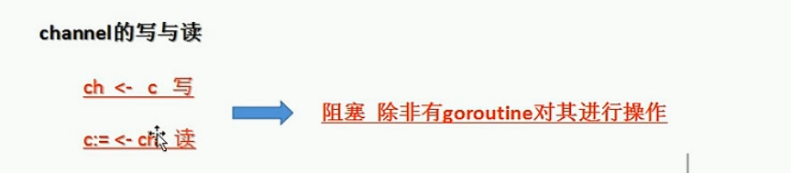 channel的写与读
ch <- c 写
阻塞 除非有goroutine对其进行操作
c:= <- ch 读